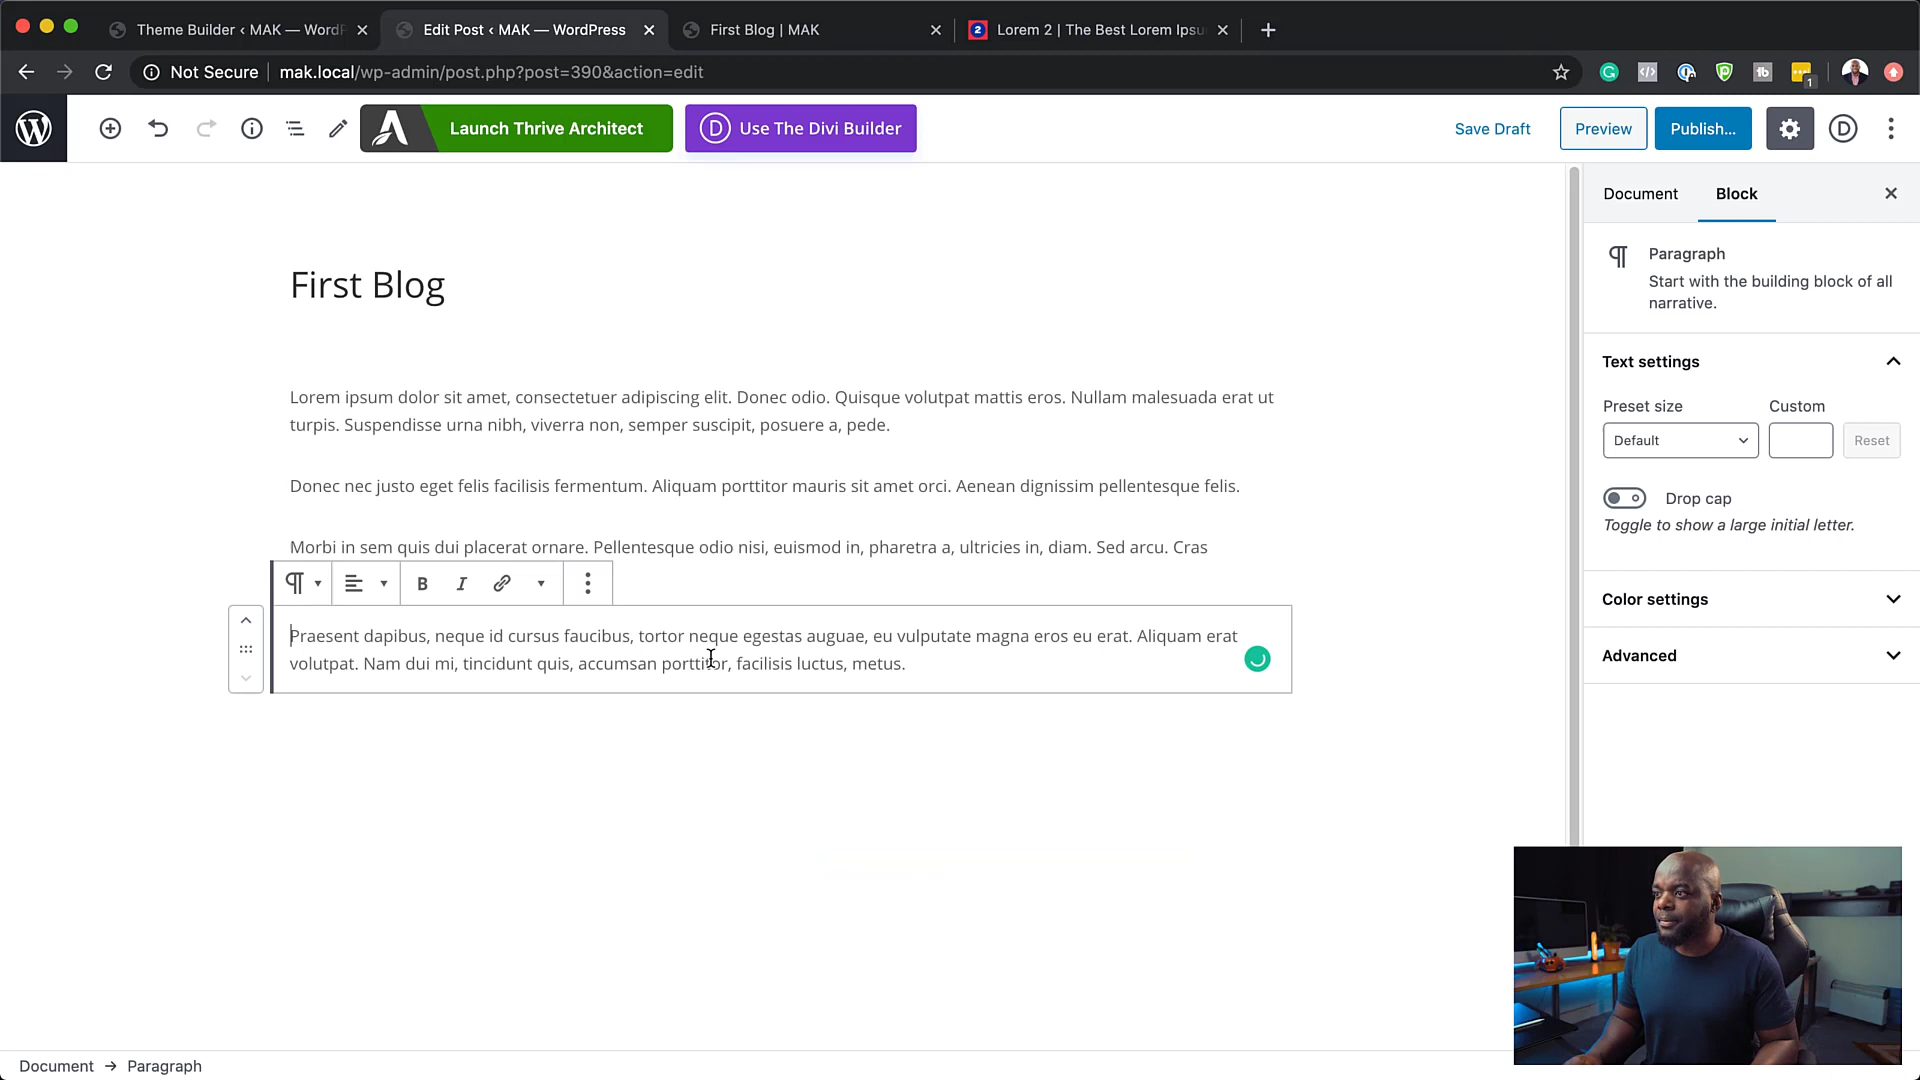 Theme Builder ‹ MAK — WordP
Edit Post ‹ MAK — WordPress
First Blog | MAK
2
Lorem 2 | The Best Lorem Ipsu
Not Secure
mak.local/wp-admin/post.php?post=390&action=edit
G
tb
1
Launch Thrive Architect
D
Use The Divi Builder
Save Draft
Preview
Publish...
D
Document
Block
First Blog
Paragraph
Start with the building block of all
narrative.
Text settings
Preset size
Custom
Default
Reset
Drop cap
Toggle to show a large initial letter.
Color settings
Advanced
Lorem ipsum dolor sit amet, consectetuer adipiscing elit. Donec odio. Quisque volutpat mattis eros. Nullam malesuada erat ut
turpis. Suspendisse urna nibh, viverra non, semper suscipit, posuere a, pede.
Donec nec justo eget felis facilisis fermentum. Aliquam porttitor mauris sit amet orci. Aenean dignissim pellentesque felis.
Morbi in sem quis dui placerat ornare. Pellentesque odio nisi, euismod in, pharetra a, ultricies in, diam. Sed arcu. Cras
B
I
Praesent dapibus, neque id cursus faucibus, tortor neque egestas auguae, eu vulputate magna eros eu erat. Aliquam erat
volutpat. Nam dui mi, tincidunt quis, accumsan porttitor, facilisis luctus, metus.
Document → Paragraph